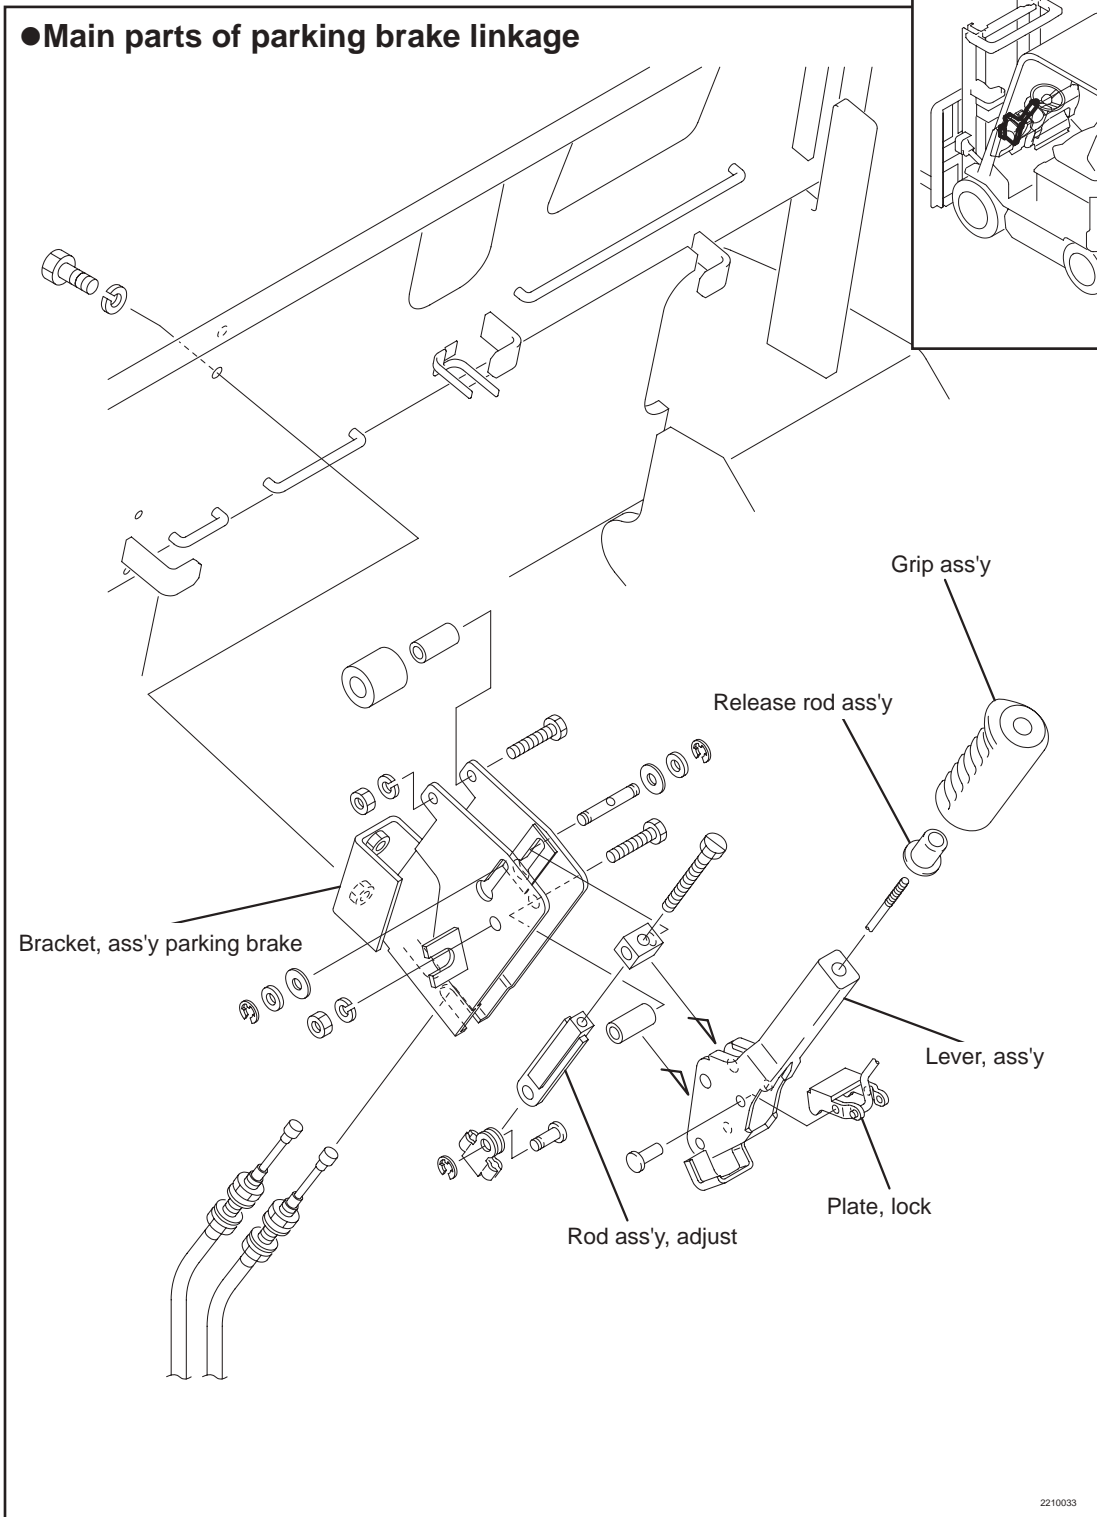 ●Main parts of parking brake linkage
Grip ass'y
Release rod ass'y
Bracket, ass'y parking brake
Lever, ass'y
Plate, lock
Rod ass'y, adjust
2210033